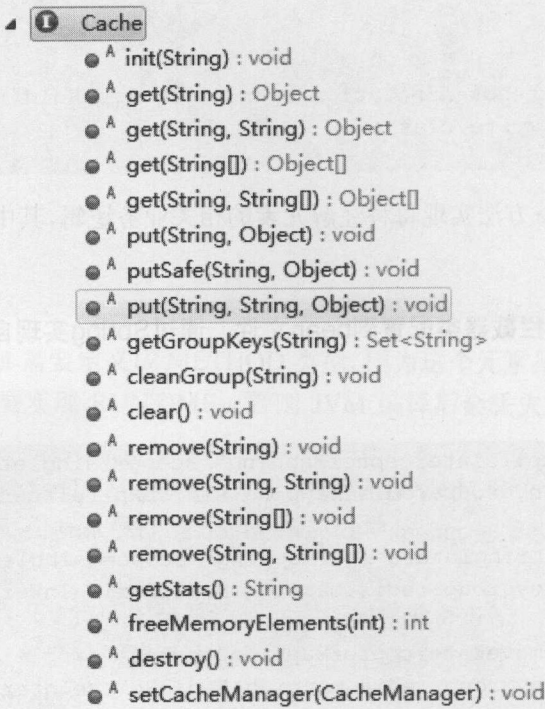 Cache
init(String) : void
get(String) : Object
get(String, String) : Object
get(String[]) : Object[]
get(String, String[]) : Object[]
put(String, Object) : void
putSafe(String, Object) : void
put(String, String, Object) : void
getGroupKeys(String) : Set<String>
cleanGroup(String) : void
clear() : void
remove(String) : void
remove(String, String) : void
remove(String[]) : void
remove(String, String[]) : void
getStats() : String
freeMemoryElements(int) : int
destroy() : void
setCacheManager(CacheManager) : void